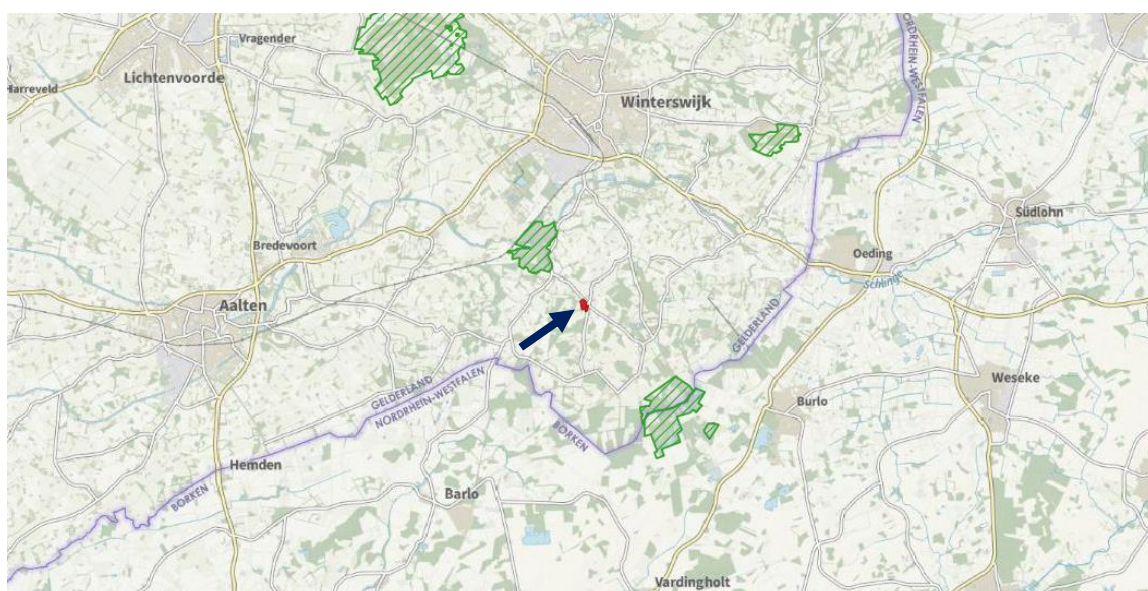 Vragender
Lichtenvoorde
Harreveld
Winterswijk
NORDRHEIN-WESTFALEN
Südlohn
Bredevoort
Oeding
Schlinge
Aalten
GELDERLAND
GELDERLAND
NORDRHEIN-WESTFALEN
Weseke
Burlo
BORKEN
Hemden
BORKEN
Barlo
Vardingholt